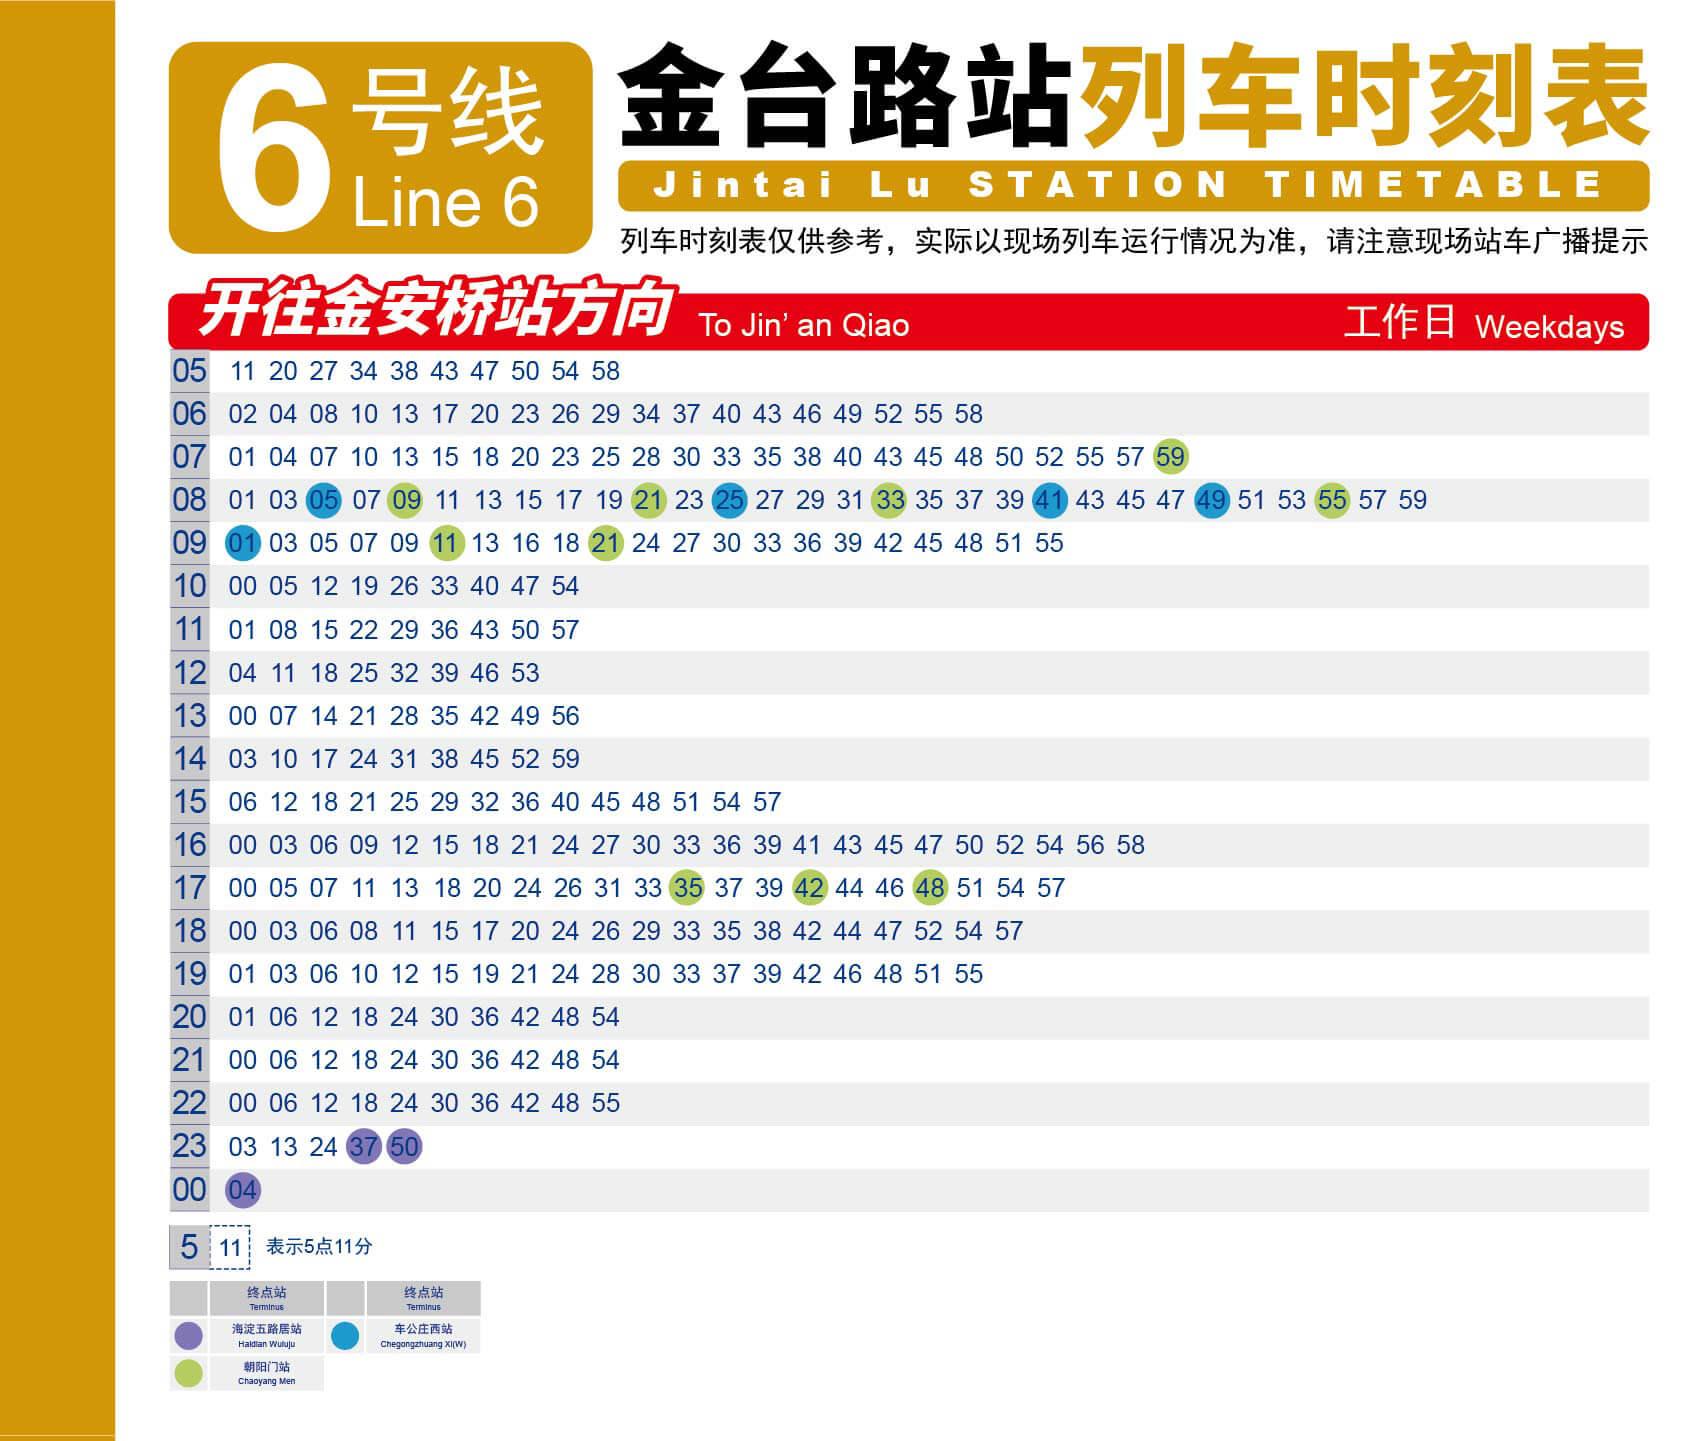 6 号线
Line 6
金台路站列车时刻表
Jintai Lu STATION TIMETABLE
列车时刻表仅供参考，实际以现场列车运行情况为准，请注意现场站车广播提示
开往金安桥站方向 To Jin’ an Qiao 工作日 Weekdays
05 11 20 27 34 38 43 47 50 54 58
06 02 04 08 10 13 17 20 23 26 29 34 37 40 43 46 49 52 55 58
07 01 04 07 10 13 15 18 20 23 25 28 30 33 35 38 40 43 45 48 50 52 55 57 59
08 01 03 05 07 09 11 13 15 17 19 21 23 25 27 29 31 33 35 37 39 41 43 45 47 49 51 53 55 57 59
09 01 03 05 07 09 11 13 16 18 21 24 27 30 33 36 39 42 45 48 51 55
10 00 05 12 19 26 33 40 47 54
11 01 08 15 22 29 36 43 50 57
12 04 11 18 25 32 39 46 53
13 00 07 14 21 28 35 42 49 56
14 03 10 17 24 31 38 45 52 59
15 06 12 18 21 25 29 32 36 40 45 48 51 54 57
16 00 03 06 09 12 15 18 21 24 27 30 33 36 39 41 43 45 47 50 52 54 56 58
17 00 05 07 11 13 18 20 24 26 31 33 35 37 39 42 44 46 48 51 54 57
18 00 03 06 08 11 15 17 20 24 26 29 33 35 38 42 44 47 52 54 57
19 01 03 06 10 12 15 19 21 24 28 30 33 37 39 42 46 48 51 55
20 01 06 12 18 24 30 36 42 48 54
21 00 06 12 18 24 30 36 42 48 54
22 00 06 12 18 24 30 36 42 48 55
23 03 13 24 37 50
00 04
5 11 表示5点11分
终点站 终点站
Terminus Terminus
海淀五路居站 车公庄西站
Haidian Wuluju Chegongzhuang Xi(W)
朝阳门站
Chaoyang Men